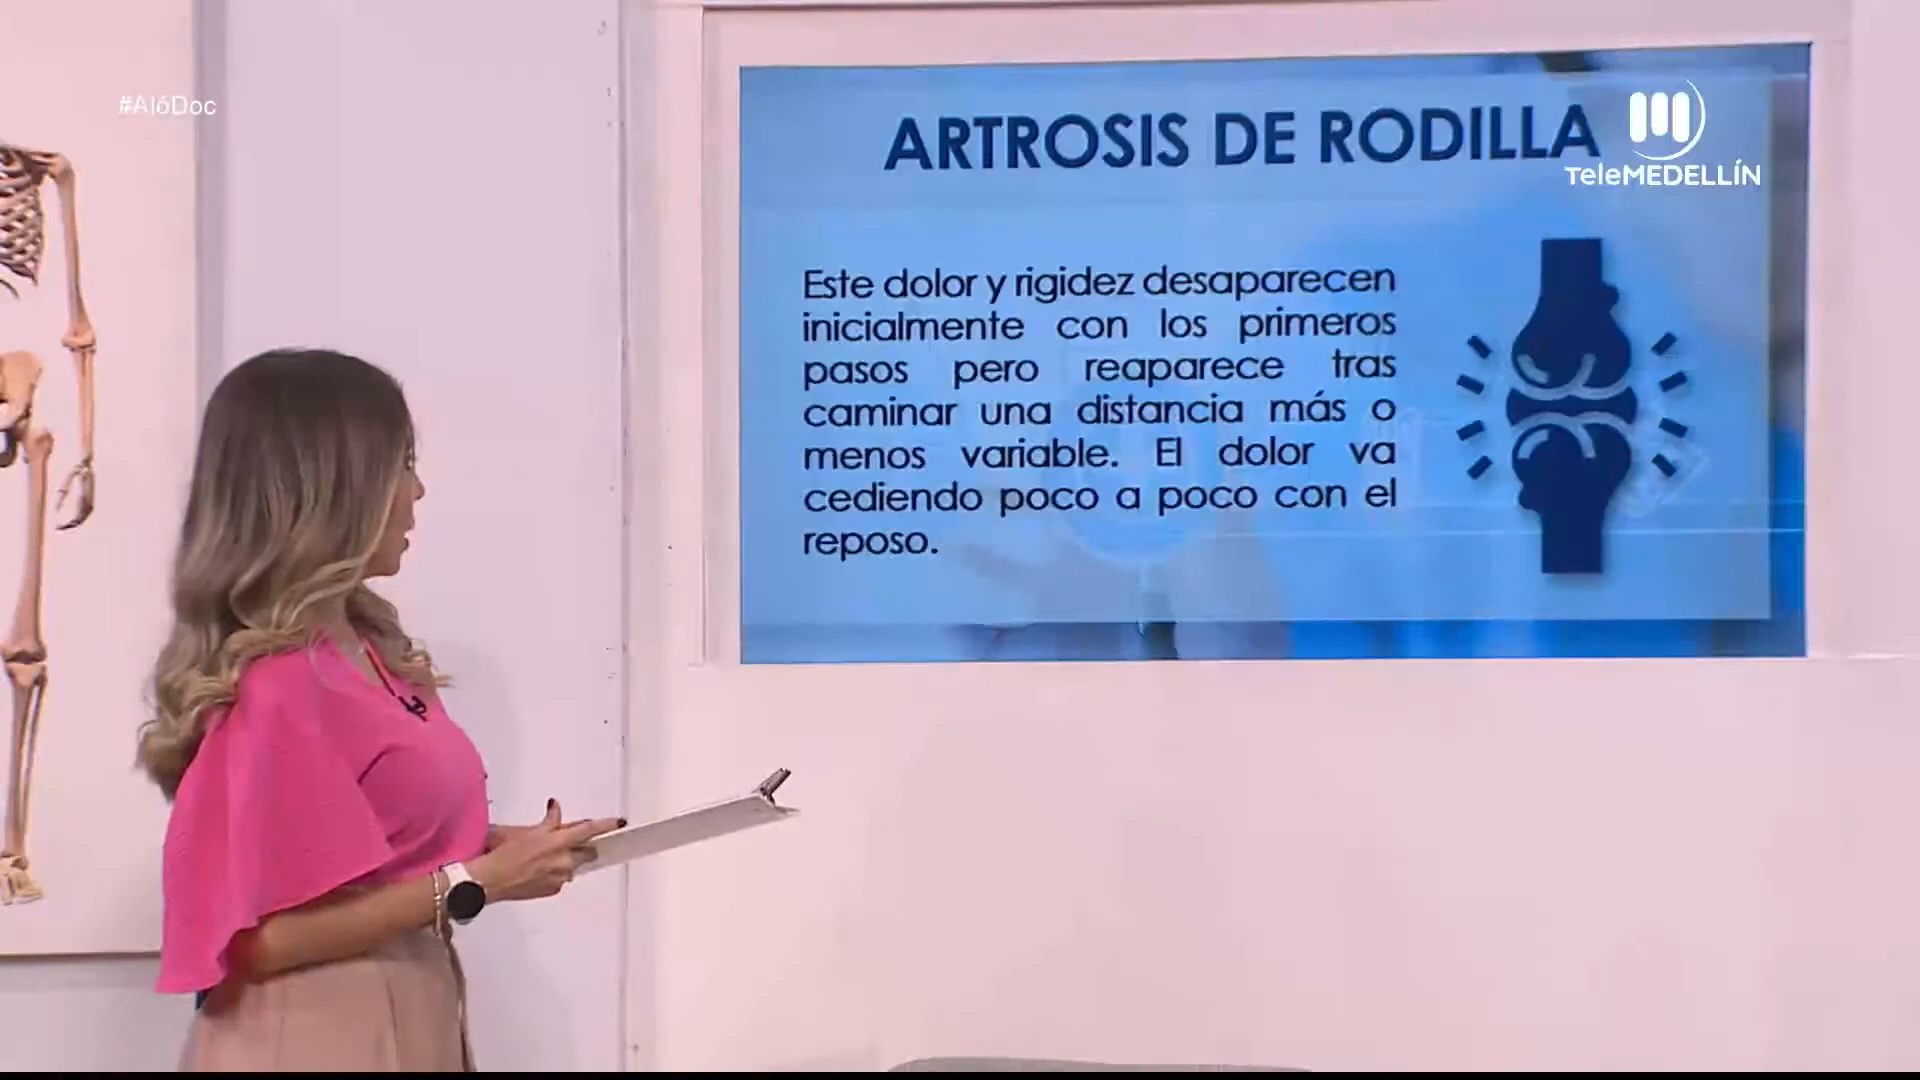 #AlóDoc
ARTROSIS DE RODILLA
TeleMEDELLÍN
Este dolor y rigidez desaparecen
inicialmente con los primeros
pasos pero reaparece tras
caminar una distancia más o
menos variable. El dolor va
cediendo poco a poco con el
reposo.